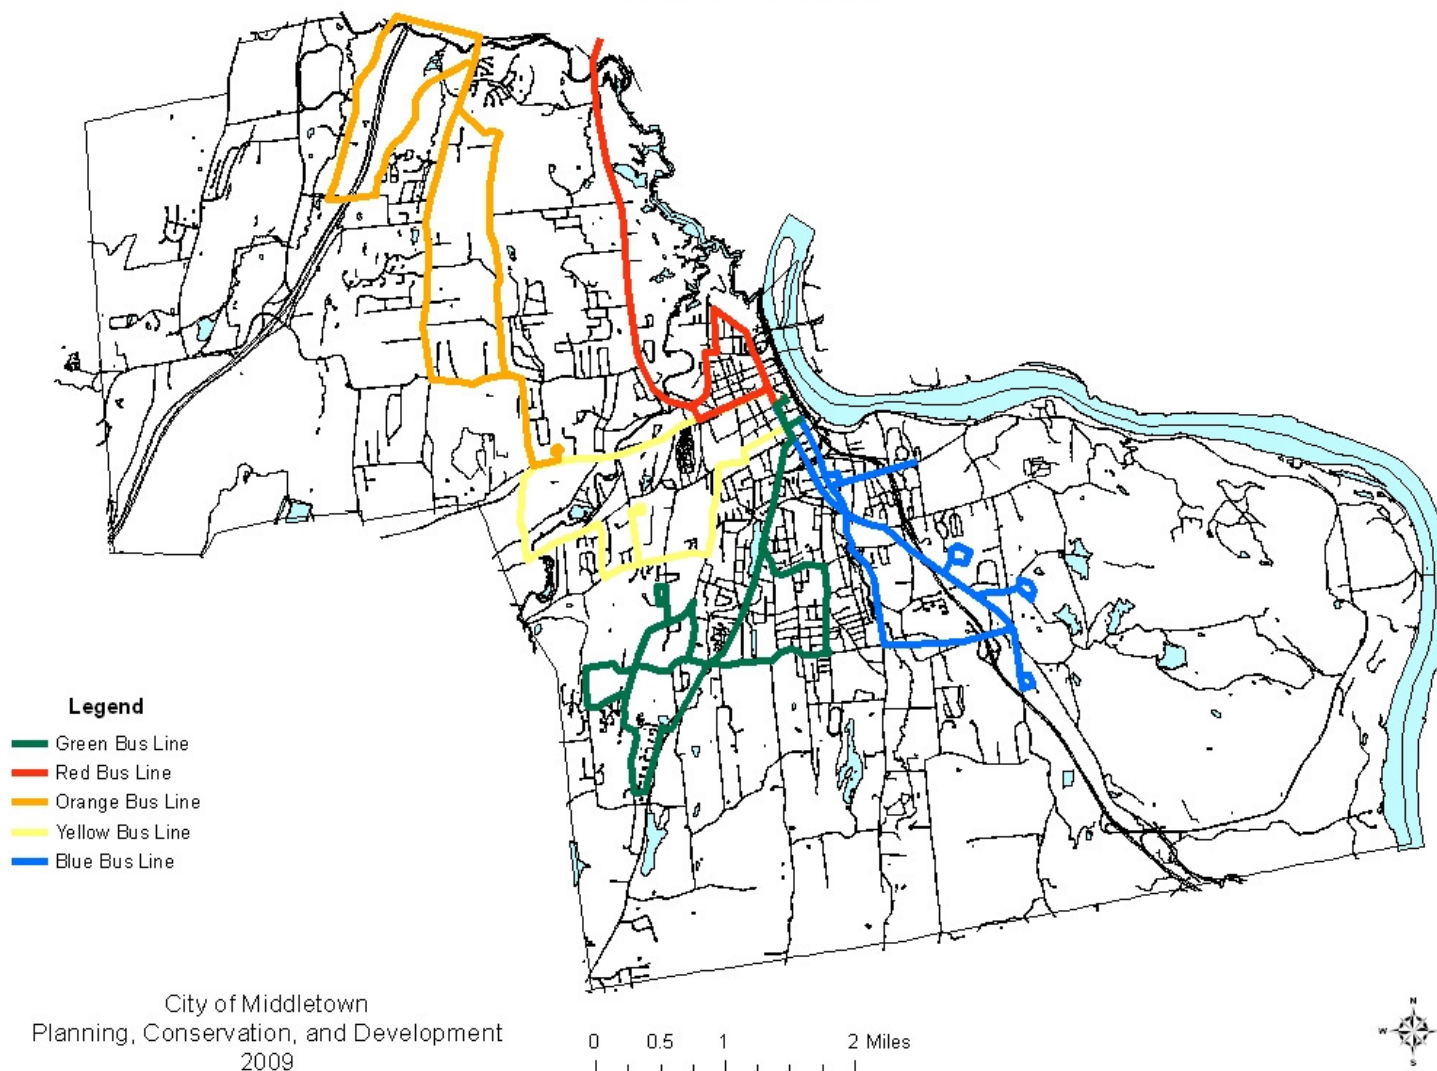 Legend
Green Bus Line
Red Bus Line
Orange Bus Line
Yellow Bus Line
Blue Bus Line
City of Middletown
Planning, Conservation, and Development
2009
0 0.5 1 2 Miles
N
W E
S